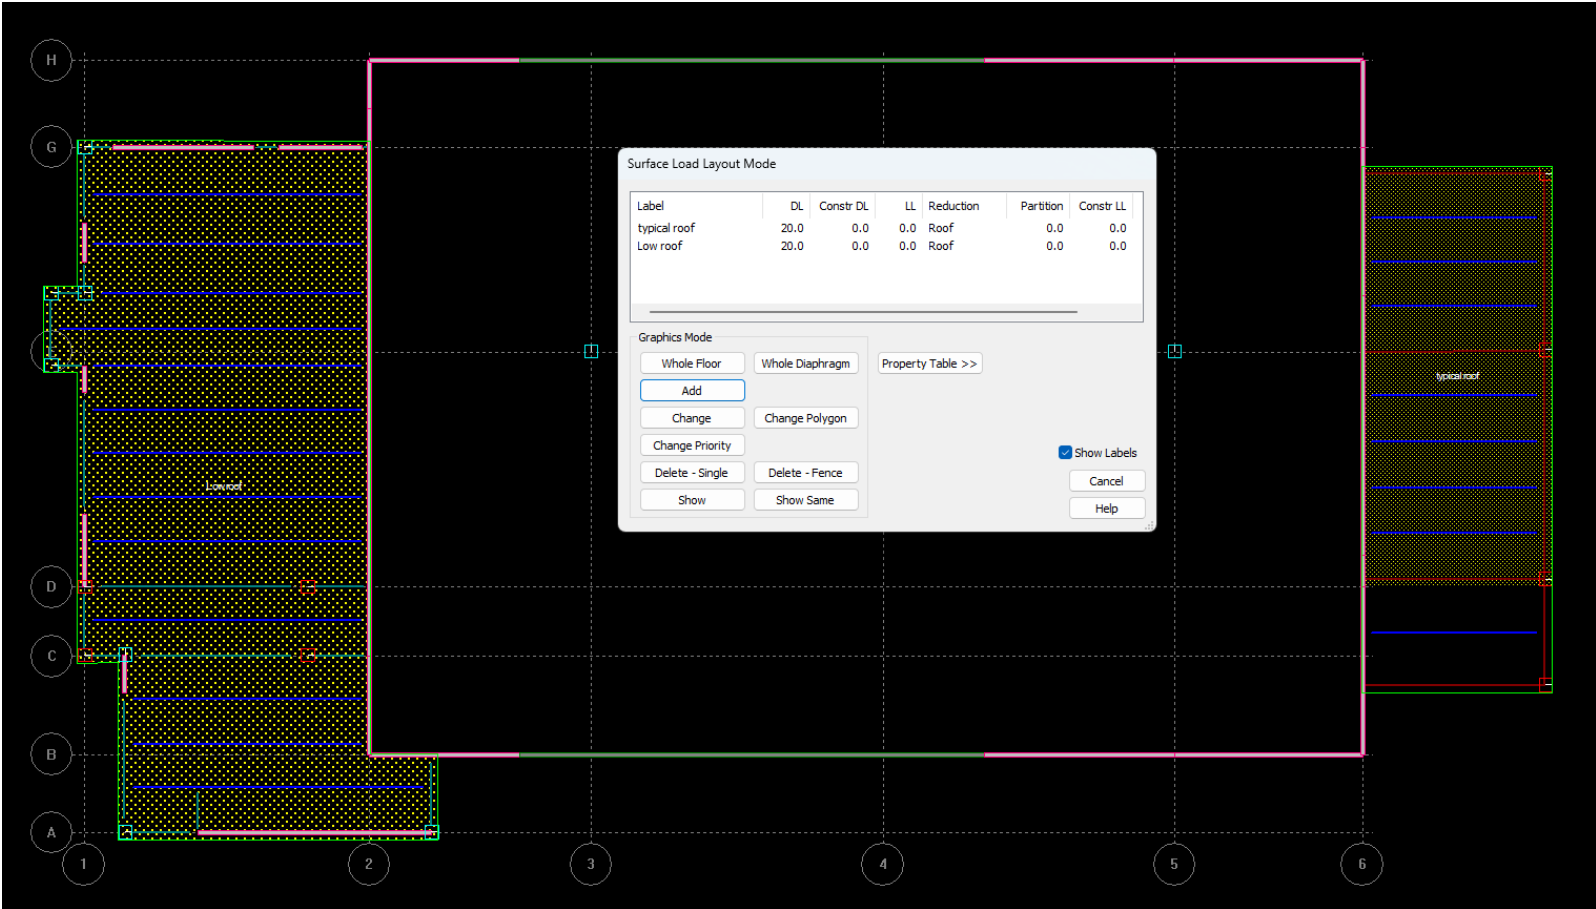 H
G
Surface Load Layout Mode
Label DL Constr DL LL Reduction Partition Constr LL
typical roof 20.0 0.0 0.0 Roof 0.0 0.0
Low roof 20.0 0.0 0.0 Roof 0.0 0.0
Graphics Mode
Whole Floor Whole Diaphragm Property Table >>
Add
Change Change Polygon
Change Priority
Delete - Single Delete - Fence
Show Show Same
Show Labels
Cancel
Help
typical roof
Low roof
D
C
B
A
1 2 3 4 5 6